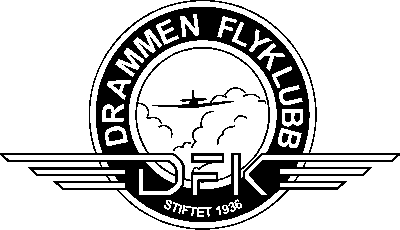 DRAMMEN FLYKLUBB
DFK
STIFTET 1936